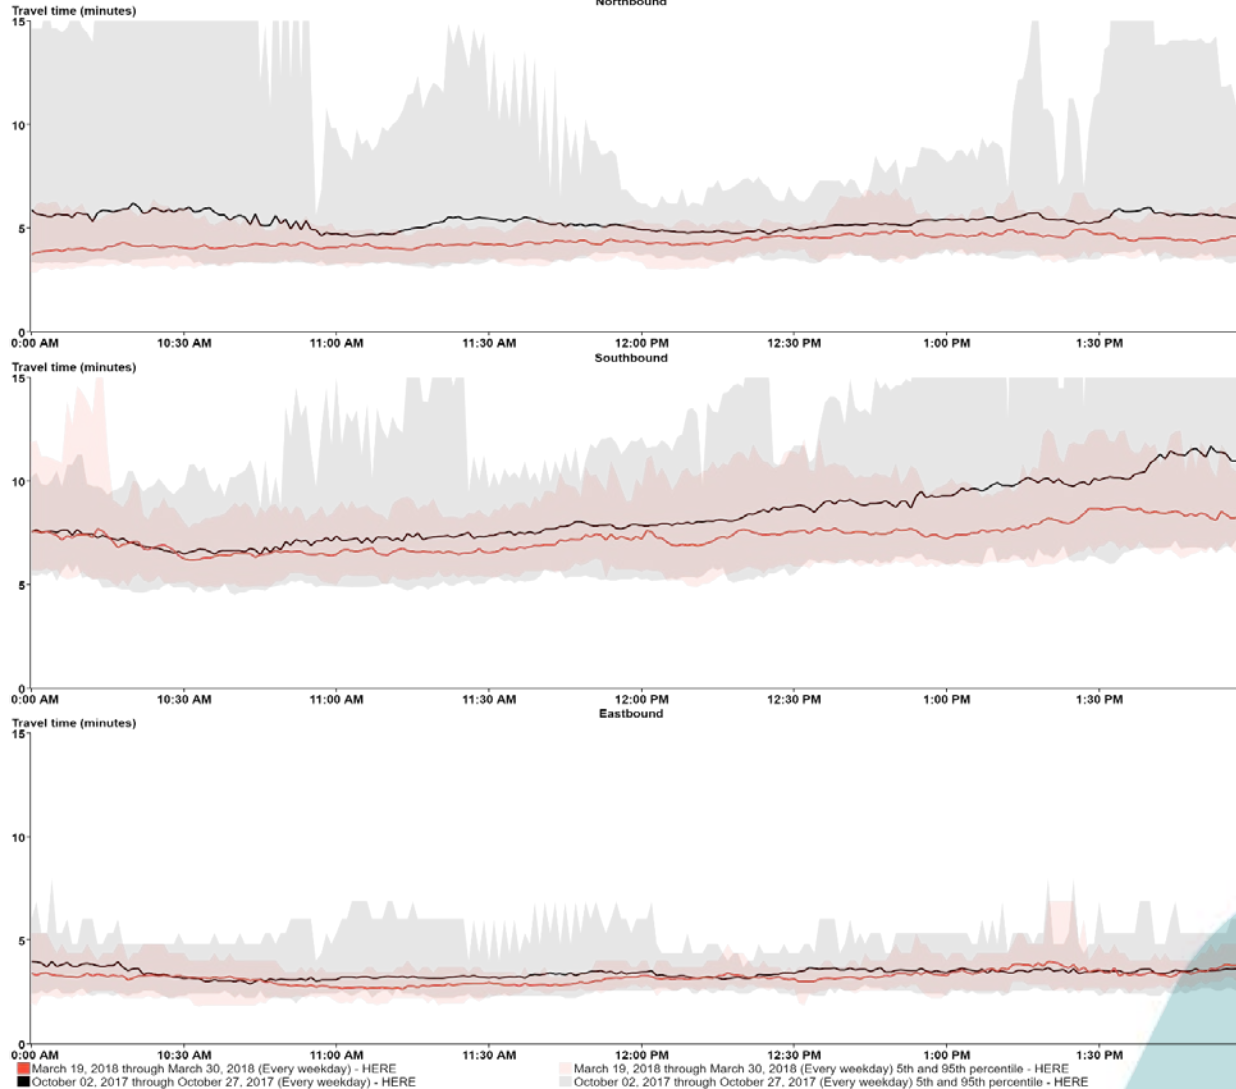 Northbound
Travel time (minutes)
15
10
5
0
0:00 AM 10:30 AM 11:00 AM 11:30 AM 12:00 PM 12:30 PM 1:00 PM 1:30 PM
Southbound
Travel time (minutes)
15
10
5
0
0:00 AM 10:30 AM 11:00 AM 11:30 AM 12:00 PM 12:30 PM 1:00 PM 1:30 PM
Eastbound
Travel time (minutes)
15
10
5
0
0:00 AM 10:30 AM 11:00 AM 11:30 AM 12:00 PM 12:30 PM 1:00 PM 1:30 PM
March 19, 2018 through March 30, 2018 (Every weekday) - HERE March 19, 2018 through March 30, 2018 (Every weekday) 5th and 95th percentile - HERE
October 02, 2017 through October 27, 2017 (Every weekday) - HERE October 02, 2017 through October 27, 2017 (Every weekday) 5th and 95th percentile - HERE